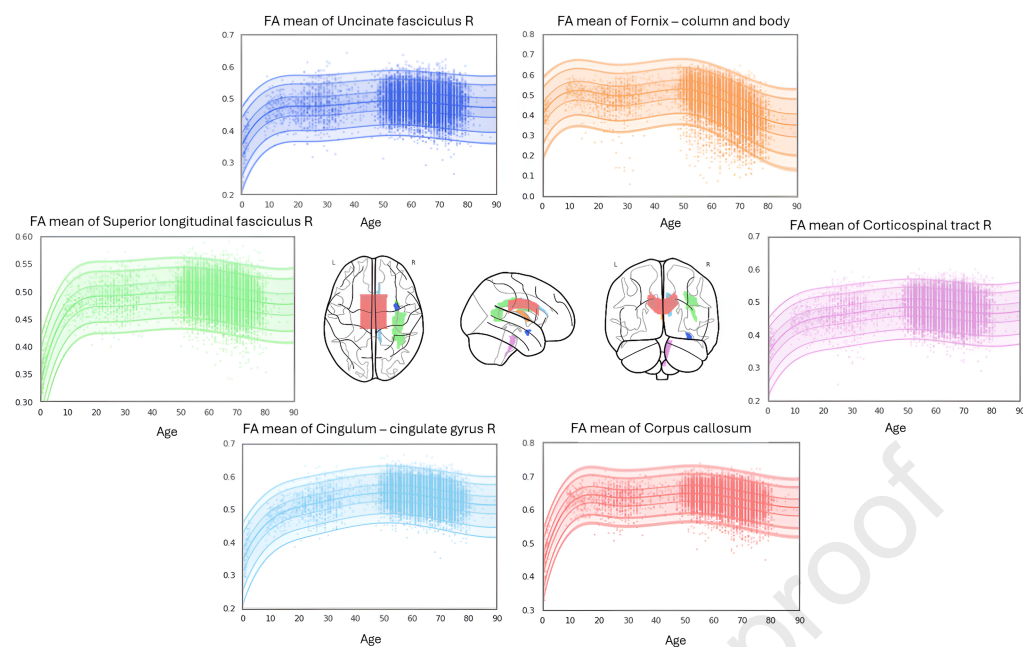 FA mean of Uncinate fasciculus R
0.7
0.6
0.5
0.4
0.3
0.2
0 10 20 30 40 50 60 70 80 90
Age
FA mean of Fornix – column and body
0.8
0.7
0.6
0.5
0.4
0.3
0.2
0.1
0.0
0 10 20 30 40 50 60 70 80 90
Age
FA mean of Superior longitudinal fasciculus R
0.60
0.55
0.50
0.45
0.40
0.35
0.30
0 10 20 30 40 50 60 70 80 90
Age
L R
L R
FA mean of Corticospinal tract R
0.7
0.6
0.5
0.4
0.3
0.2
0 10 20 30 40 50 60 70 80 90
Age
FA mean of Cingulum – cingulate gyrus R
0.7
0.6
0.5
0.4
0.3
0.2
0 10 20 30 40 50 60 70 80 90
Age
FA mean of Corpus callosum
0.8
0.7
0.6
0.5
0.4
0.3
0 10 20 30 40 50 60 70 80 90
Age
proof